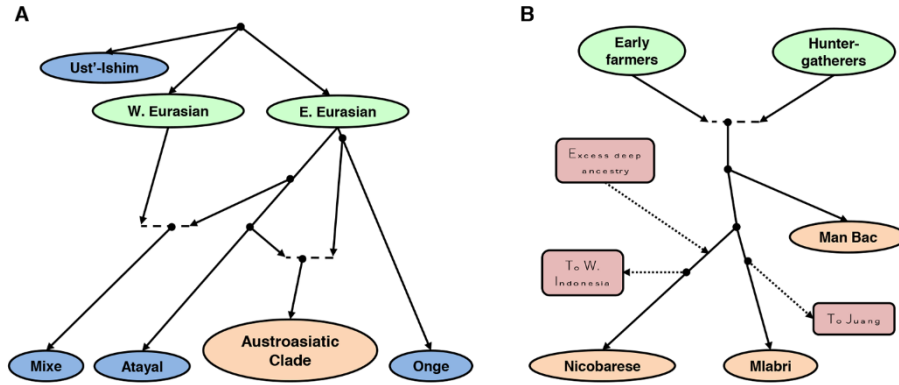 A
Ust'-Ishim
W. Eurasian
E. Eurasian
Mixe
Atayal
Austroasiatic
Clade
Onge
B
Early
farmers
Hunter-
gatherers
Excess deep
ancestry
Man Bac
To W.
Indonesia
To Juang
Nicobarese
Mlabri